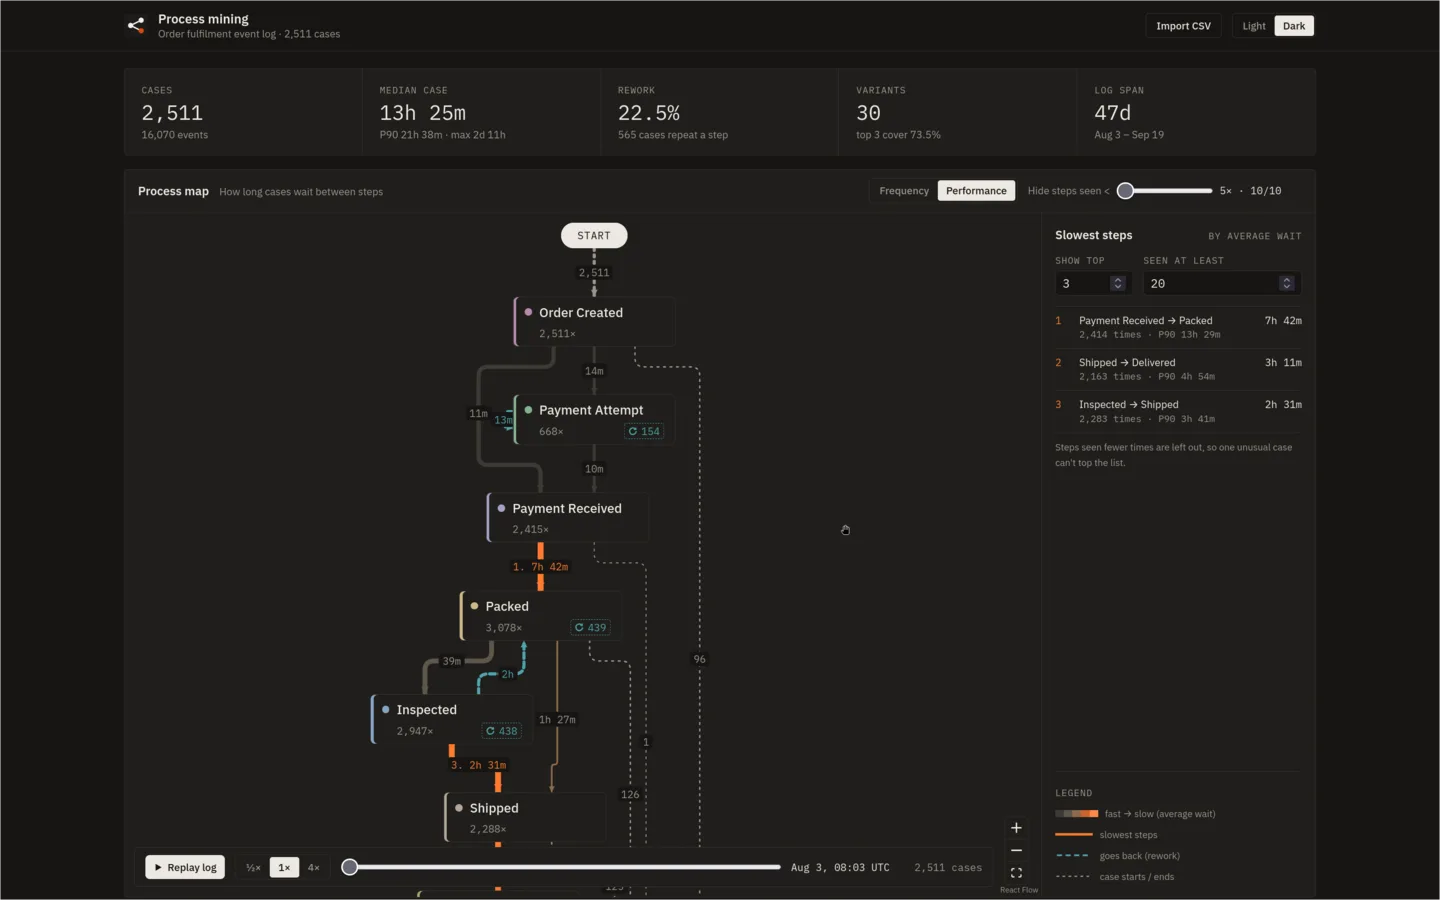 Process mining
Order fulfilment event log · 2,511 cases
Import CSV
Light
Dark
CASES
2,511
16,070 events
MEDIAN CASE
13h 25m
P90 21h 38m · max 2d 11h
REWORK
22.5%
565 cases repeat a step
VARIANTS
30
top 3 cover 73.5%
LOG SPAN
47d
Aug 3 – Sep 19
Process map
How long cases wait between steps
Frequency
Performance
Hide steps seen <
5× · 10/10
START
2,511
Order Created
2,511×
14m
11m
13m
Payment Attempt
668×
154
10m
Payment Received
2,415×
1. 7h 42m
Packed
3,078×
439
39m
2h
96
Inspected
2,947×
438
1h 27m
1
3. 2h 31m
126
Shipped
2,288×
Slowest steps
BY AVERAGE WAIT
SHOW TOP
SEEN AT LEAST
3
20
1
Payment Received → Packed
7h 42m
2,414 times · P90 13h 29m
2
Shipped → Delivered
3h 11m
2,163 times · P90 4h 54m
3
Inspected → Shipped
2h 31m
2,283 times · P90 3h 41m
Steps seen fewer times are left out, so one unusual case
can't top the list.
LEGEND
fast → slow (average wait)
slowest steps
goes back (rework)
case starts / ends
Replay log
½×
1×
4×
Aug 3, 08:03 UTC
2,511 cases
React Flow